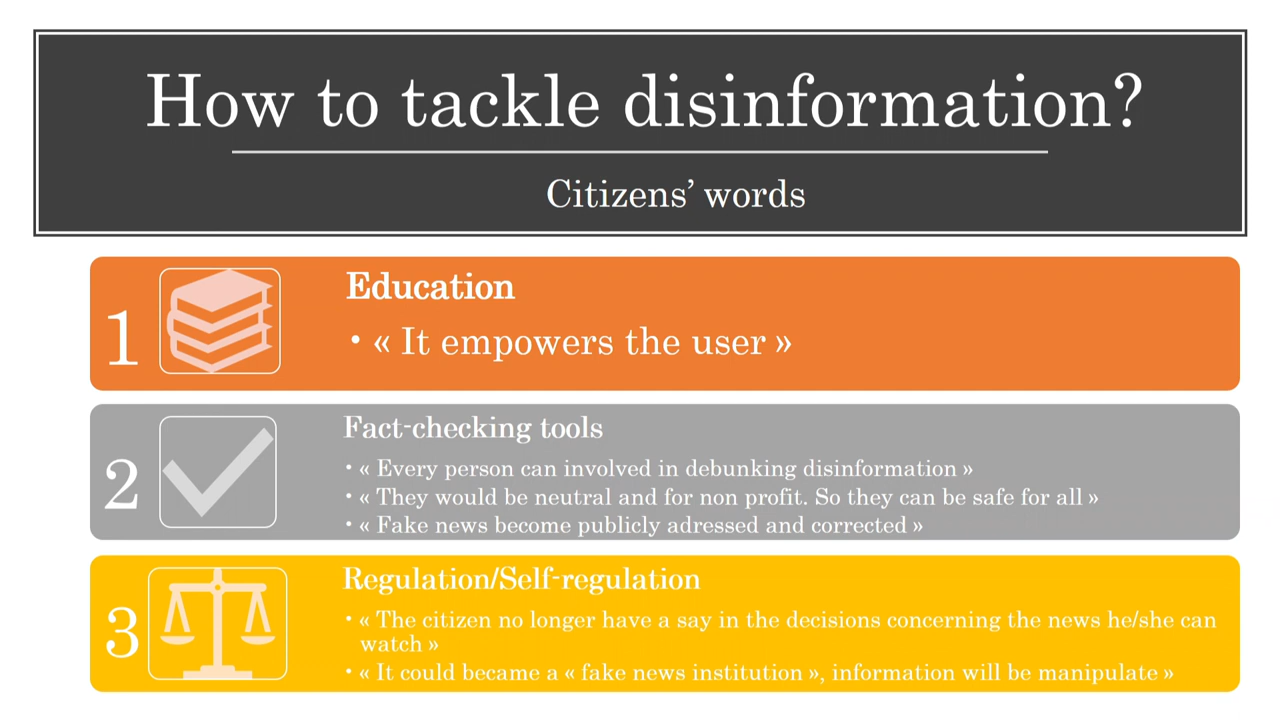 How to tackle disinformation?
Citizens’ words
1
Education
• « It empowers the user »
2
Fact-checking tools
• « Every person can involved in debunking disinformation »
• « They would be neutral and for non profit. So they can be safe for all »
• « Fake news become publicly adressed and corrected »
3
Regulation/Self-regulation
• « The citizen no longer have a say in the decisions concerning the news he/she can
watch »
• « It could became a « fake news institution », information will be manipulate »